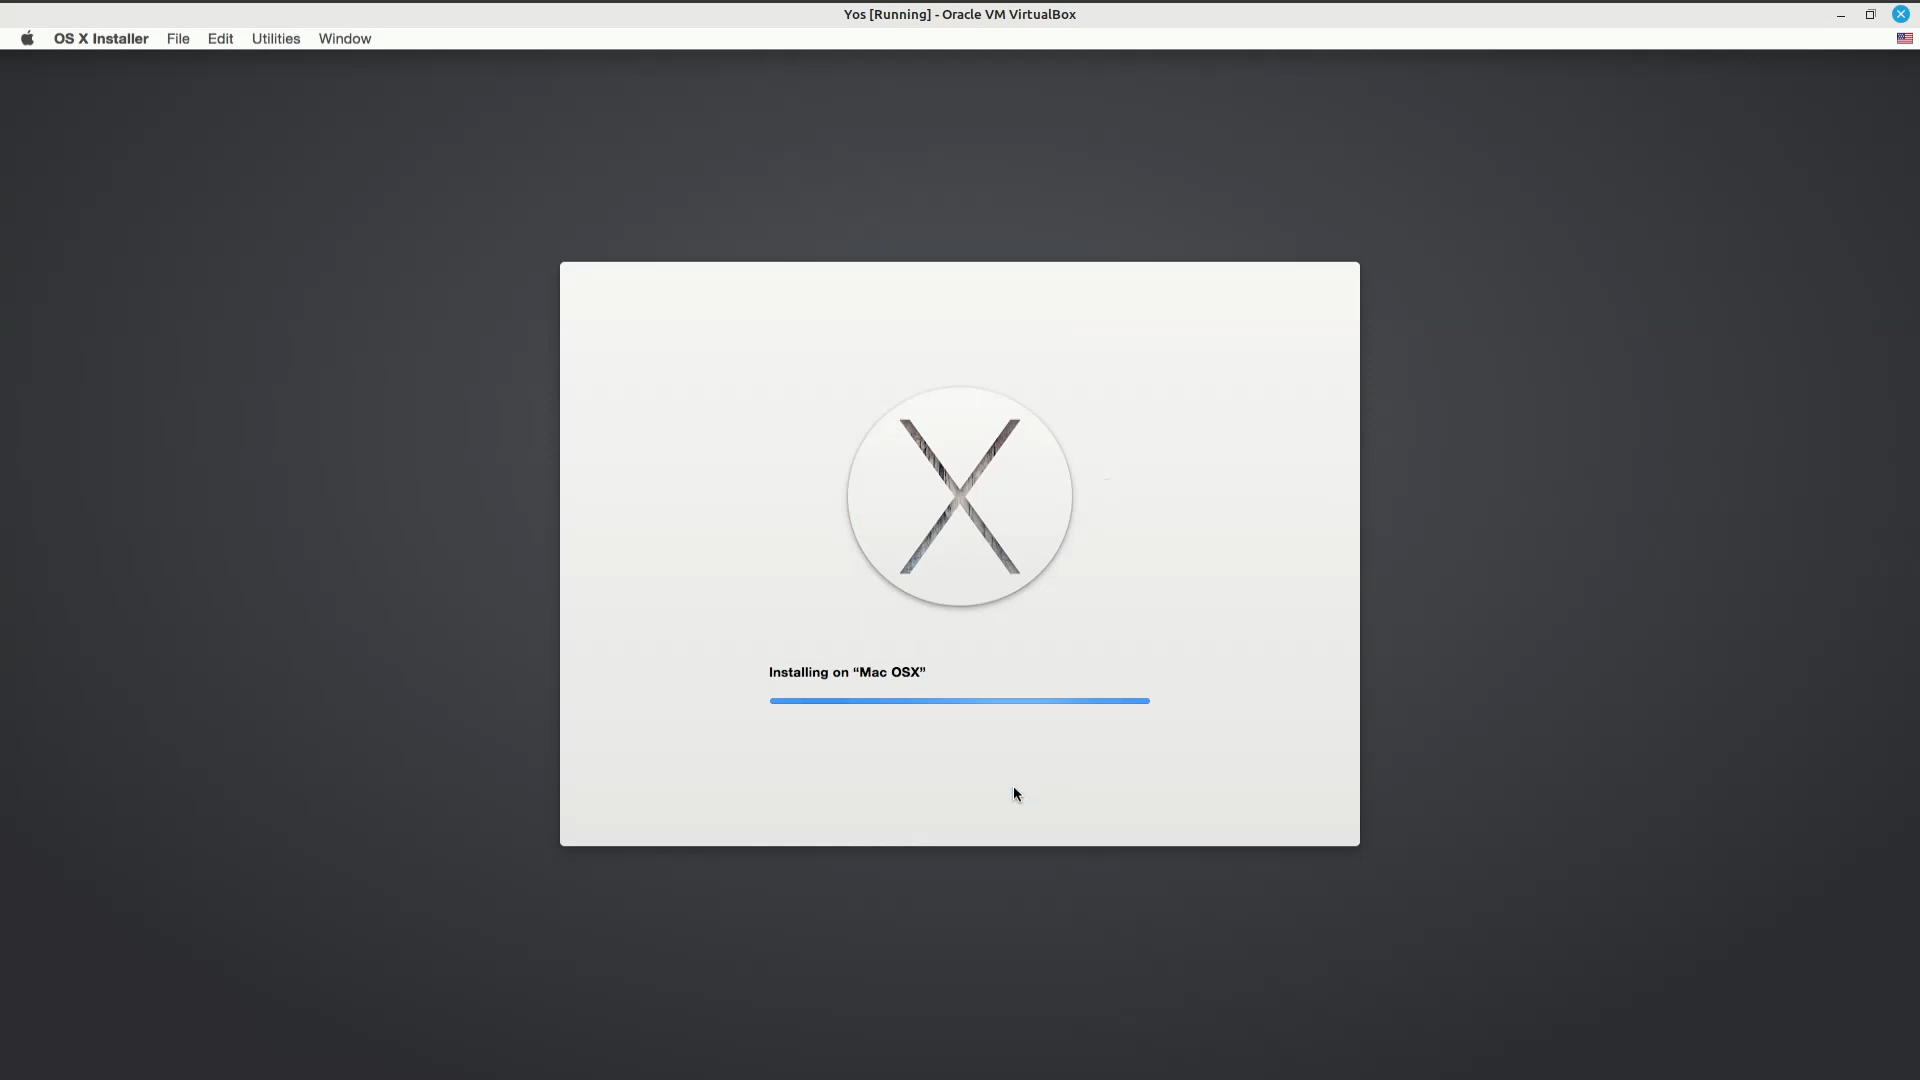 Yos [Running] - Oracle VM VirtualBox
OS X Installer File Edit Utilities Window
X
Installing on “Mac OSX”